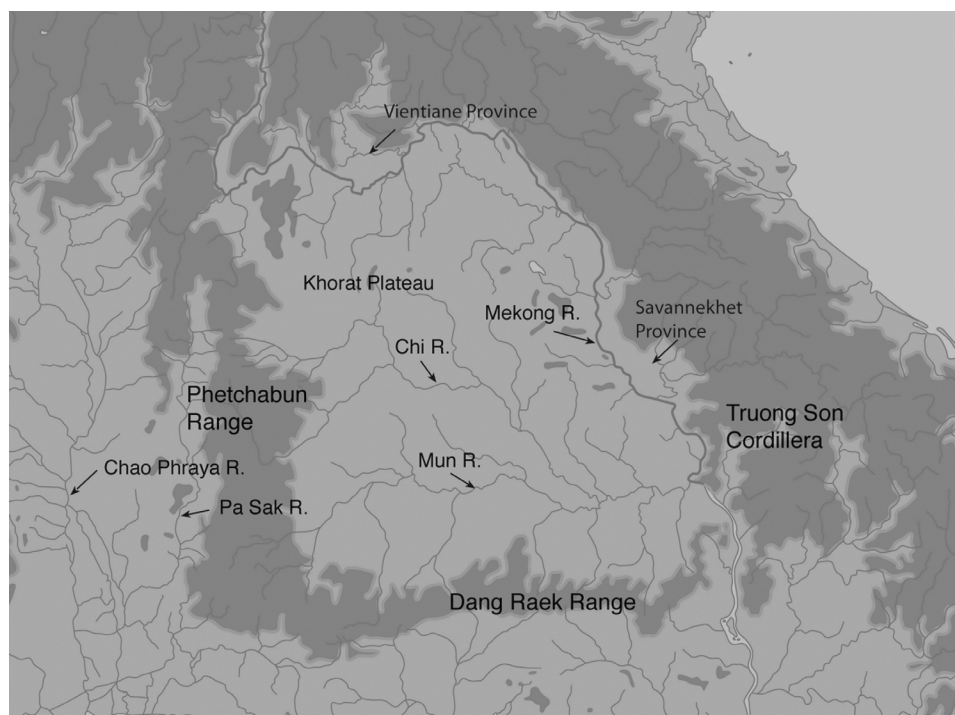 Vientiane Province
Khorat Plateau
Mekong R.
Savannekhet
Province
Chi R.
Phetchabun
Range
Truong Son
Cordillera
Chao Phraya R.
Mun R.
Pa Sak R.
Dang Raek Range